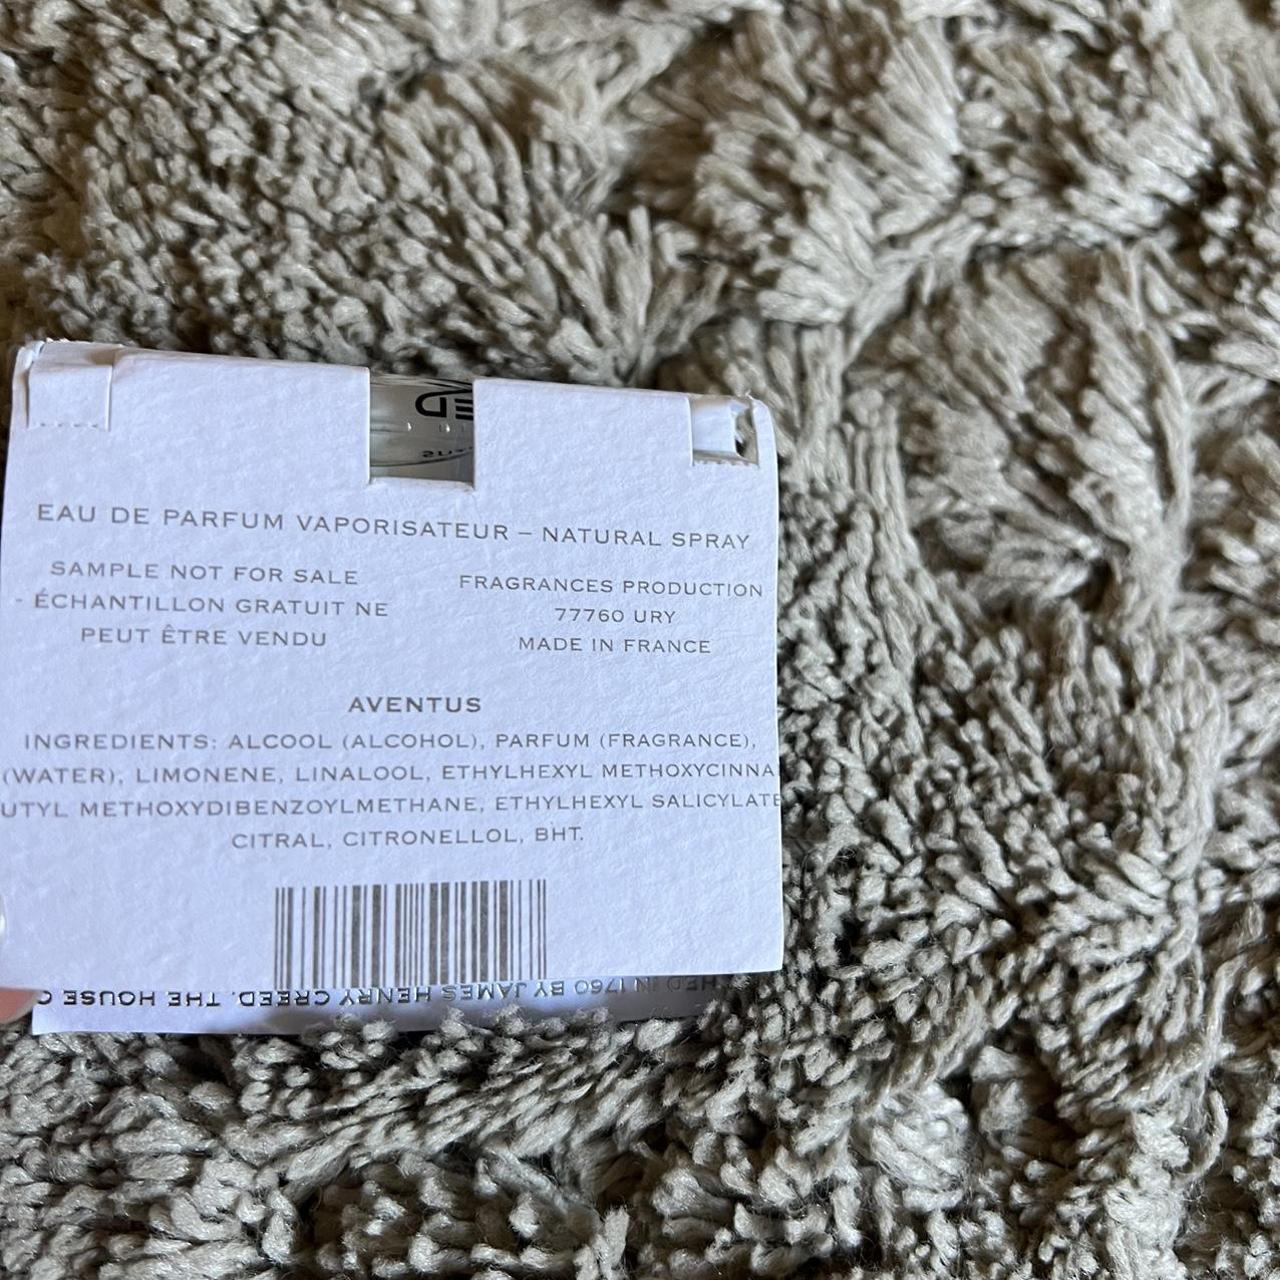 ED
EAU DE PARFUM VAPORISATEUR – NATURAL SPRAY
SAMPLE NOT FOR SALE
- ÉCHANTILLON GRATUIT NE
PEUT ÊTRE VENDU
FRAGRANCES PRODUCTION
77760 URY
MADE IN FRANCE
AVENTUS
INGREDIENTS: ALCOOL (ALCOHOL), PARFUM (FRAGRANCE),
(WATER), LIMONENE, LINALOOL, ETHYLHEXYL METHOXYCINNA
UTYL METHOXYDIBENZOYLMETHANE, ETHYLHEXYL SALICYLATE
CITRAL, CITRONELLOL, BHT.
HED IN 1760 BY JAMES HENRY CREED, THE HOUSE